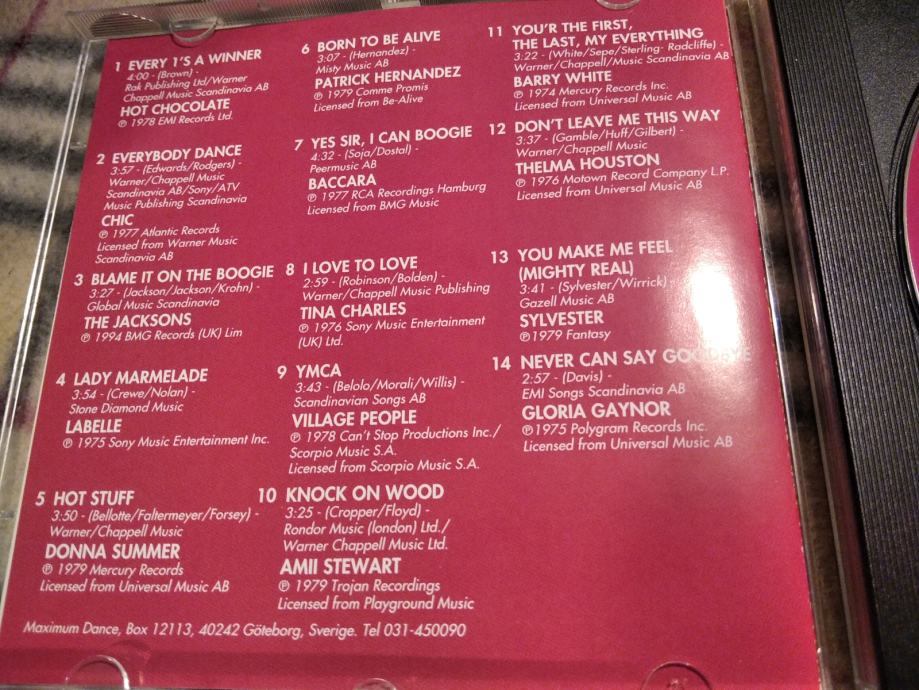 1 EVERY 1'S A WINNER
4:00 - (Brown) -
Rak Publishing Ltd/Warner
Chappell Music Scandinavia AB
HOT CHOCOLATE
℗ 1978 EMI Records Ltd.
2 EVERYBODY DANCE
3:57 - (Edwards/Rodgers) -
Warner/Chappell Music
Scandinavia AB/Sony/ATV
Music Publishing Scandinavia
CHIC
℗ 1977 Atlantic Records
Licensed from Warner Music
Scandinavia AB
3 BLAME IT ON THE BOOGIE
3:27 - (Jackson/Jackson/Krohn) -
Global Music Scandinavia
THE JACKSONS
℗ 1994 BMG Records (UK) Lim
4 LADY MARMELADE
3:54 - (Crewe/Nolan) -
Stone Diamond Music
LABELLE
℗ 1975 Sony Music Entertainment Inc.
5 HOT STUFF
3:50 - (Bellotte/Faltermeyer/Forsey) -
Warner/Chappell Music
DONNA SUMMER
℗ 1979 Mercury Records
Licensed from Universal Music AB
6 BORN TO BE ALIVE
3:07 - (Hernandez) -
Misty Music AB
PATRICK HERNANDEZ
℗ 1979 Comme Promis
Licensed from Be-Alive
7 YES SIR, I CAN BOOGIE
4:32 - (Soja/Dostal) -
Peermusic AB
BACCARA
℗ 1977 RCA Recordings Hamburg
Licensed from BMG Music
8 I LOVE TO LOVE
2:59 - (Robinson/Bolden) -
Warner/Chappell Music Publishing
TINA CHARLES
℗ 1976 Sony Music Entertainment
(UK) Ltd.
9 YMCA
3:43 - (Belolo/Morali/Willis) -
Scandinavian Songs AB
VILLAGE PEOPLE
℗ 1978 Can't Stop Productions Inc./
Scorpio Music S.A.
Licensed from Scorpio Music S.A.
10 KNOCK ON WOOD
3:25 - (Cropper/Floyd) -
Rondor Music (london) Ltd./
Warner Chappell Music Ltd.
AMII STEWART
℗ 1979 Trojan Recordings
Licensed from Playground Music
11 YOU'R THE FIRST,
THE LAST, MY EVERYTHING
3:22 - (White/Sepe/Sterling- Radcliffe) -
Warner/Chappell/Music Scandinavia AB
BARRY WHITE
℗ 1974 Mercury Records Inc.
Licensed from Universal Music AB
12 DON'T LEAVE ME THIS WAY
3:37 - (Gamble/Huff/Gilbert) -
Warner/Chappell Music
THELMA HOUSTON
℗ 1976 Motown Record Company L.P.
Licensed from Universal Music AB
13 YOU MAKE ME FEEL
(MIGHTY REAL)
3:41 - (Sylvester/Wirrick) -
Gazell Music AB
SYLVESTER
℗1979 Fantasy
14 NEVER CAN SAY GOODBYE
2:57 - (Davis) -
EMI Songs Scandinavia AB
GLORIA GAYNOR
℗1975 Polygram Records Inc.
Licensed from Universal Music AB
Maximum Dance, Box 12113, 40242 Göteborg, Sverige. Tel 031-450090